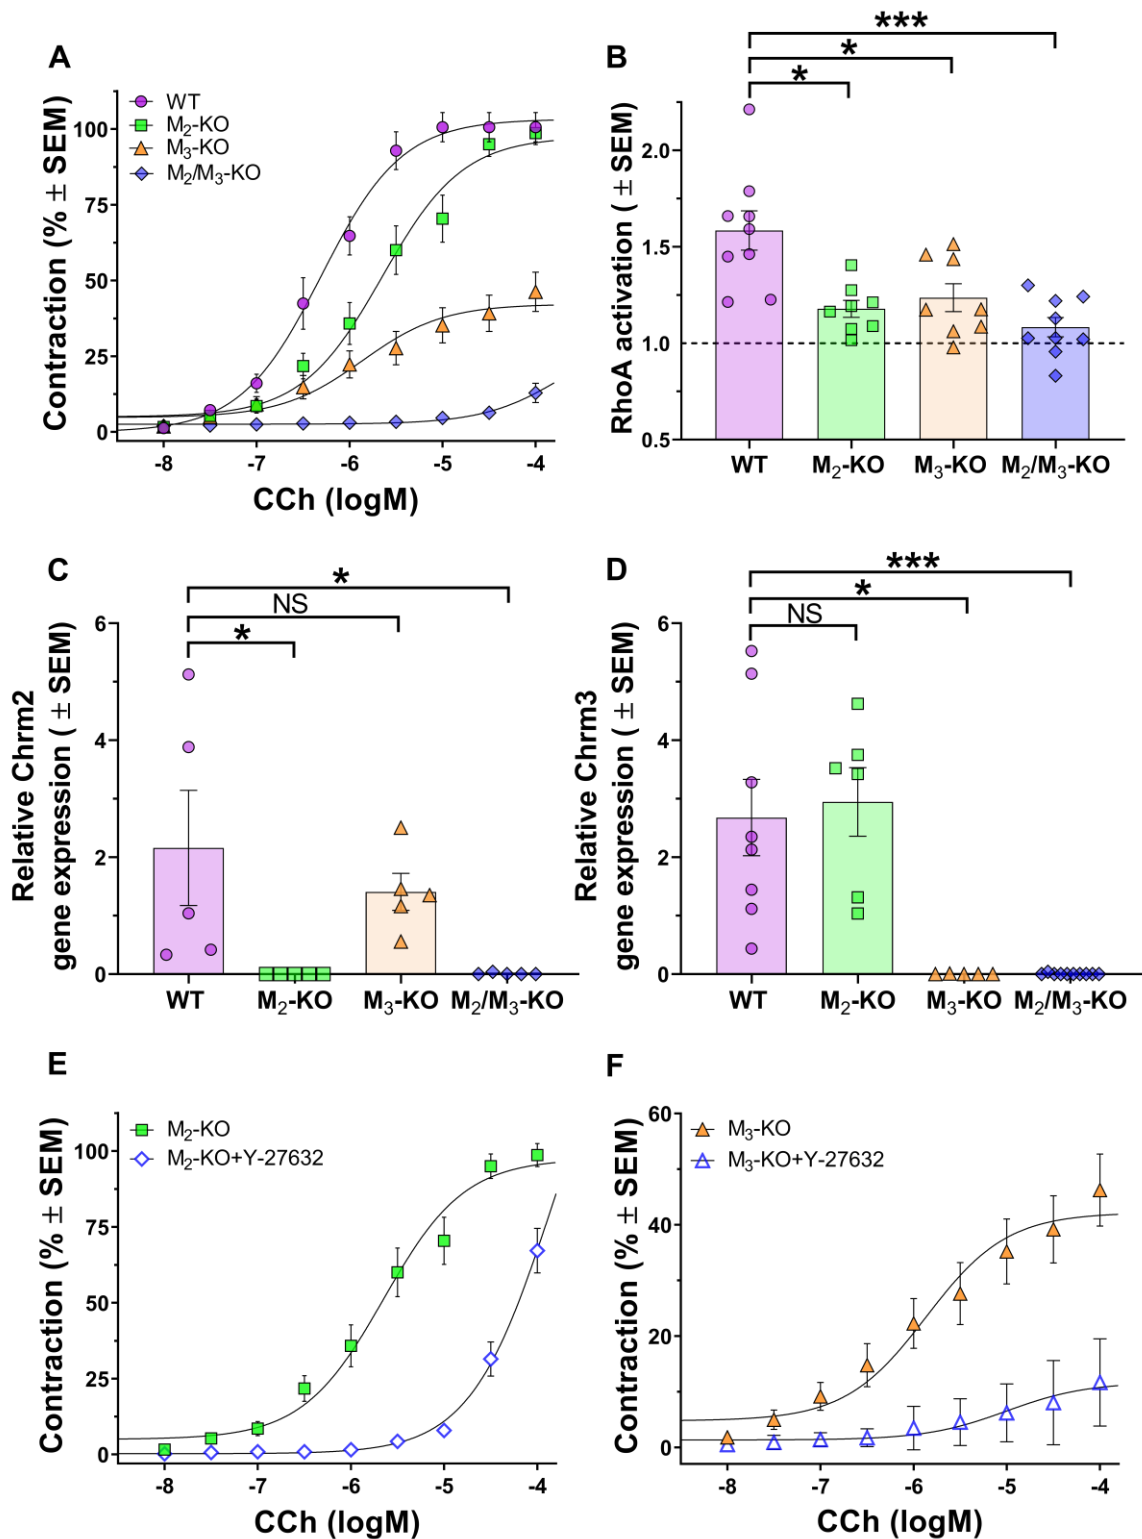 A
WT
M₂-KO
M₃-KO
M₂/M₃-KO
Contraction (% ± SEM)
100
75
50
25
0
-8 -7 -6 -5 -4
CCh (logM)
B
***
*
*
RhoA activation ( ± SEM)
2.0
1.5
1.0
0.5
WT M₂-KO M₃-KO M₂/M₃-KO
C
*
NS
*
Relative Chrm2
gene expression ( ± SEM)
6
4
2
0
WT M₂-KO M₃-KO M₂/M₃-KO
D
***
*
NS
Relative Chrm3
gene expression ( ± SEM)
6
4
2
0
WT M₂-KO M₃-KO M₂/M₃-KO
E
M₂-KO
M₂-KO+Y-27632
Contraction (% ± SEM)
100
75
50
25
0
-8 -7 -6 -5 -4
CCh (logM)
F
M₃-KO
M₃-KO+Y-27632
Contraction (% ± SEM)
60
40
20
0
-8 -7 -6 -5 -4
CCh (logM)